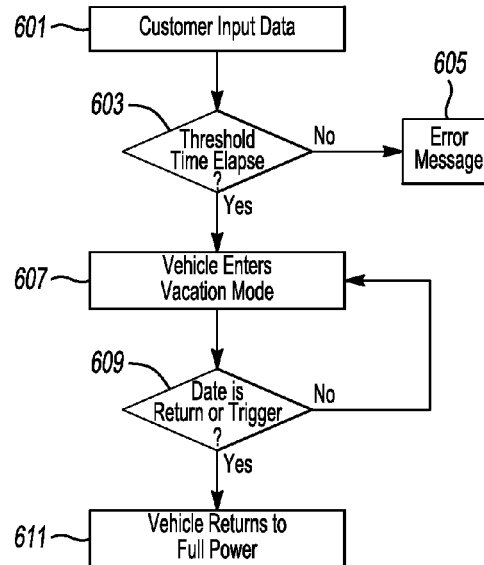 601
Customer Input Data
603
605
Threshold
Time Elapse
?
No
Error
Message
Yes
607
Vehicle Enters
Vacation Mode
609
Date is
Return or Trigger
?
No
Yes
611
Vehicle Returns to
Full Power